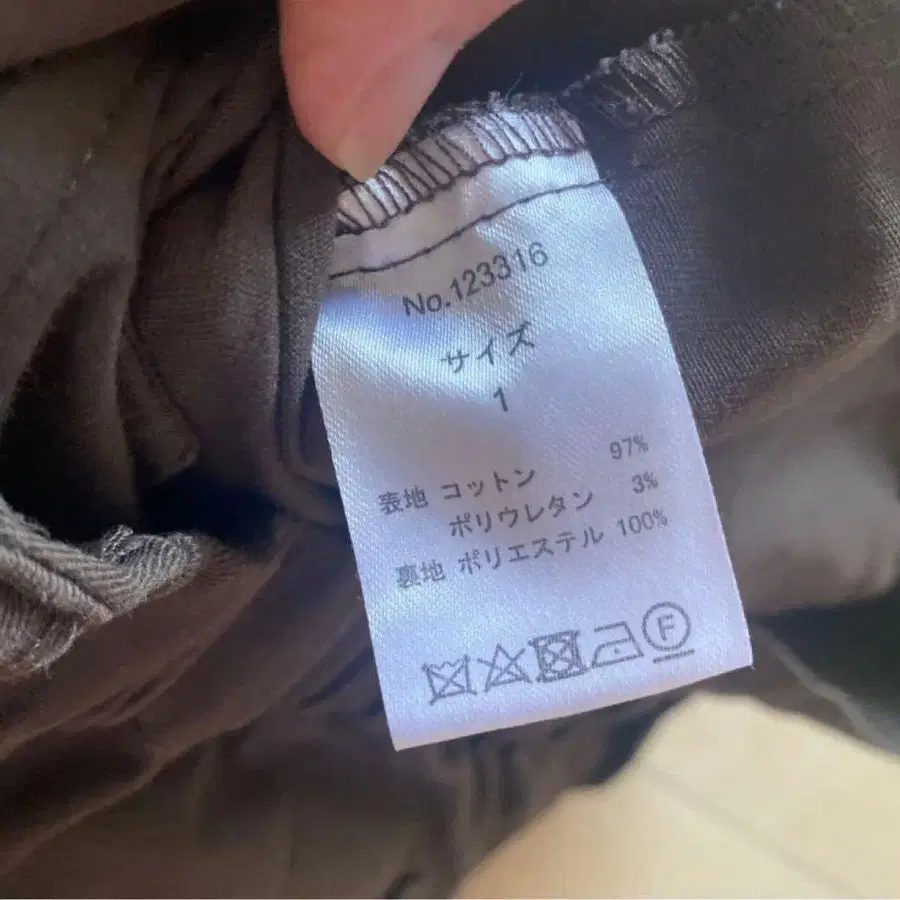 No.123316
サイズ
1
表地 コットン 97%
ポリウレタン 3%
裏地 ポリエステル 100%
F